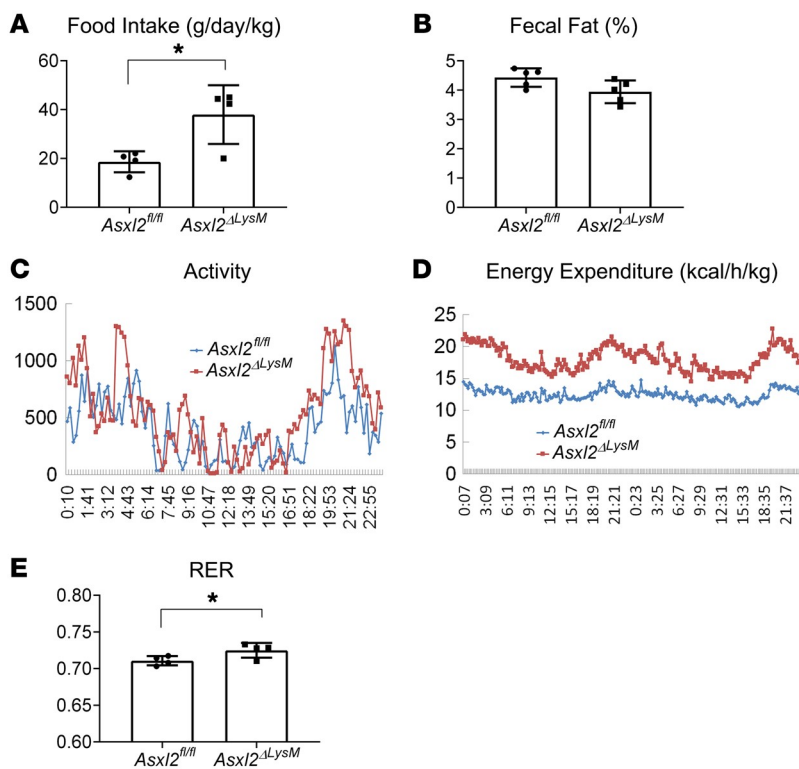 A
Food Intake (g/day/kg)
*
60
40
20
0
Asxl2fl/fl
Asxl2ΔLysM
B
Fecal Fat (%)
5
4
3
2
1
0
Asxl2fl/fl
Asxl2ΔLysM
C
Activity
1500
1000
500
0
Asxl2fl/fl
Asxl2ΔLysM
0:10 1:41 3:12 4:43 6:14 7:45 9:16 10:47 12:18 13:49 15:20 16:51 18:22 19:53 21:24 22:55
D
Energy Expenditure (kcal/h/kg)
25
20
15
10
5
0
Asxl2fl/fl
Asxl2ΔLysM
0:07 3:09 6:11 9:13 12:15 15:17 18:19 21:21 0:23 3:25 6:27 9:29 12:31 15:33 18:35 21:37
E
RER
*
0.80
0.75
0.70
0.65
0.60
Asxl2fl/fl
Asxl2ΔLysM